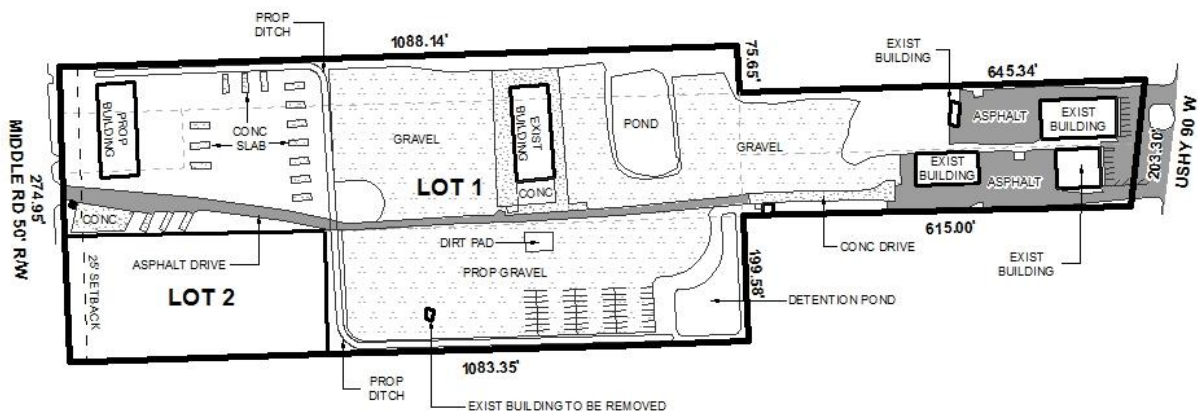 PROP
DITCH
1088.14'
75.65'
EXIST
BUILDING
645.34'
PROP
BUILDING
CONC
SLAB
GRAVEL
EXIST
BUILDING
CONC
POND
GRAVEL
ASPHALT
EXIST
BUILDING
EXIST
BUILDING
ASPHALT
203.30'
USHY 90 W
MIDDLE RD 50' R/W
274.95'
LOT 1
CONC
ASPHALT DRIVE
25' SETBACK
LOT 2
DIRT PAD
PROP GRAVEL
199.58'
CONC DRIVE
615.00'
EXIST
BUILDING
DETENTION POND
PROP
DITCH
1083.35'
EXIST BUILDING TO BE REMOVED